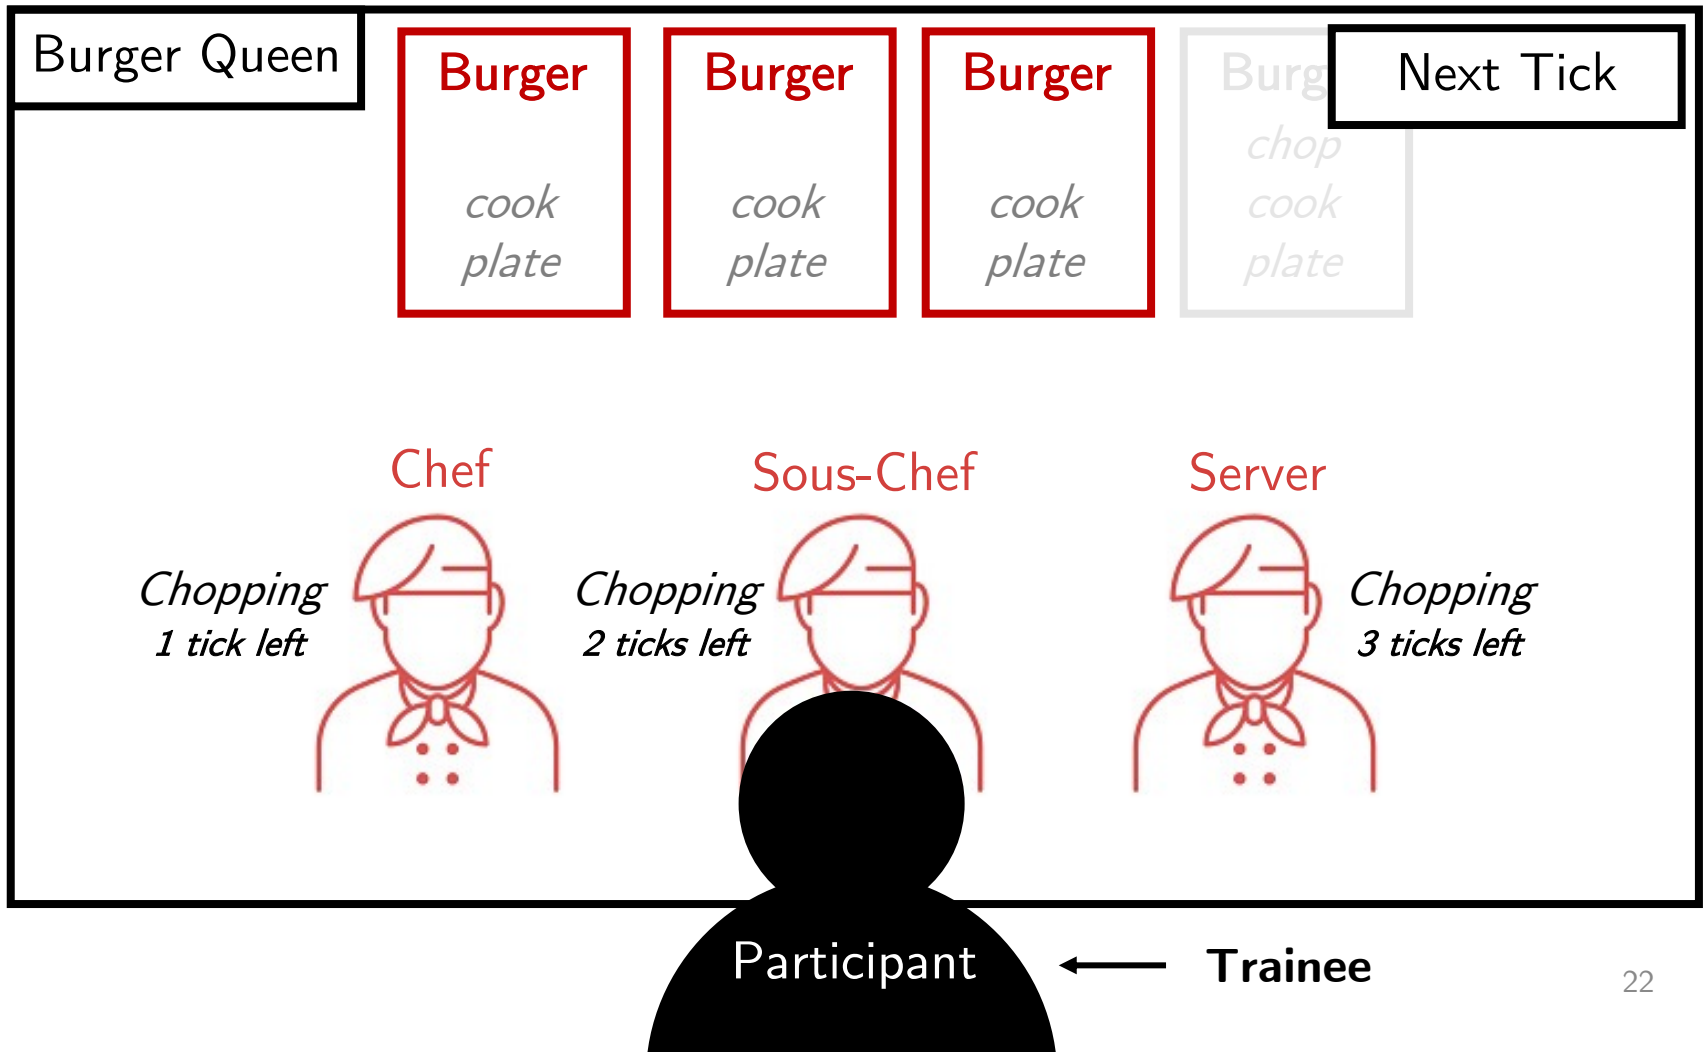 Burger Queen
Burger
cook
plate
Burger
cook
plate
Burger
cook
plate
Burg
chop
cook
plate
Next Tick
Chef
Sous-Chef
Server
Chopping
1 tick left
Chopping
2 ticks left
Chopping
3 ticks left
Participant
Trainee
22